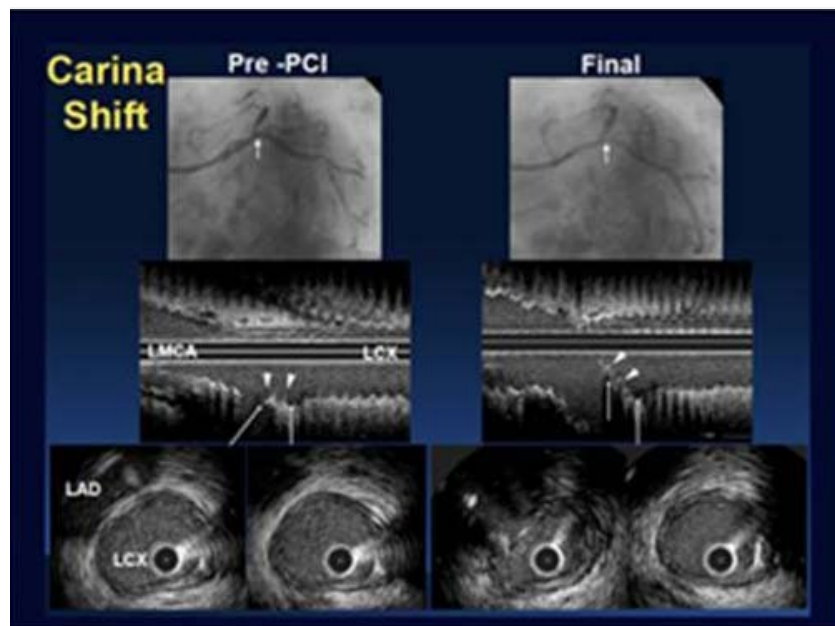 Carina
Shift
Pre -PCI
Final
LMCA
LCX
LAD
LCX